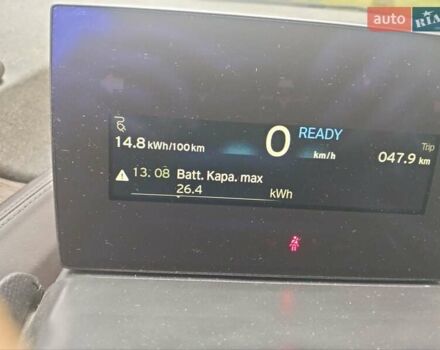 auto RIA
READY
14.8 kWh/100km 0 km/h
Trip
047.9 km
13. 08 Batt. Kapa. max
26.4 kWh